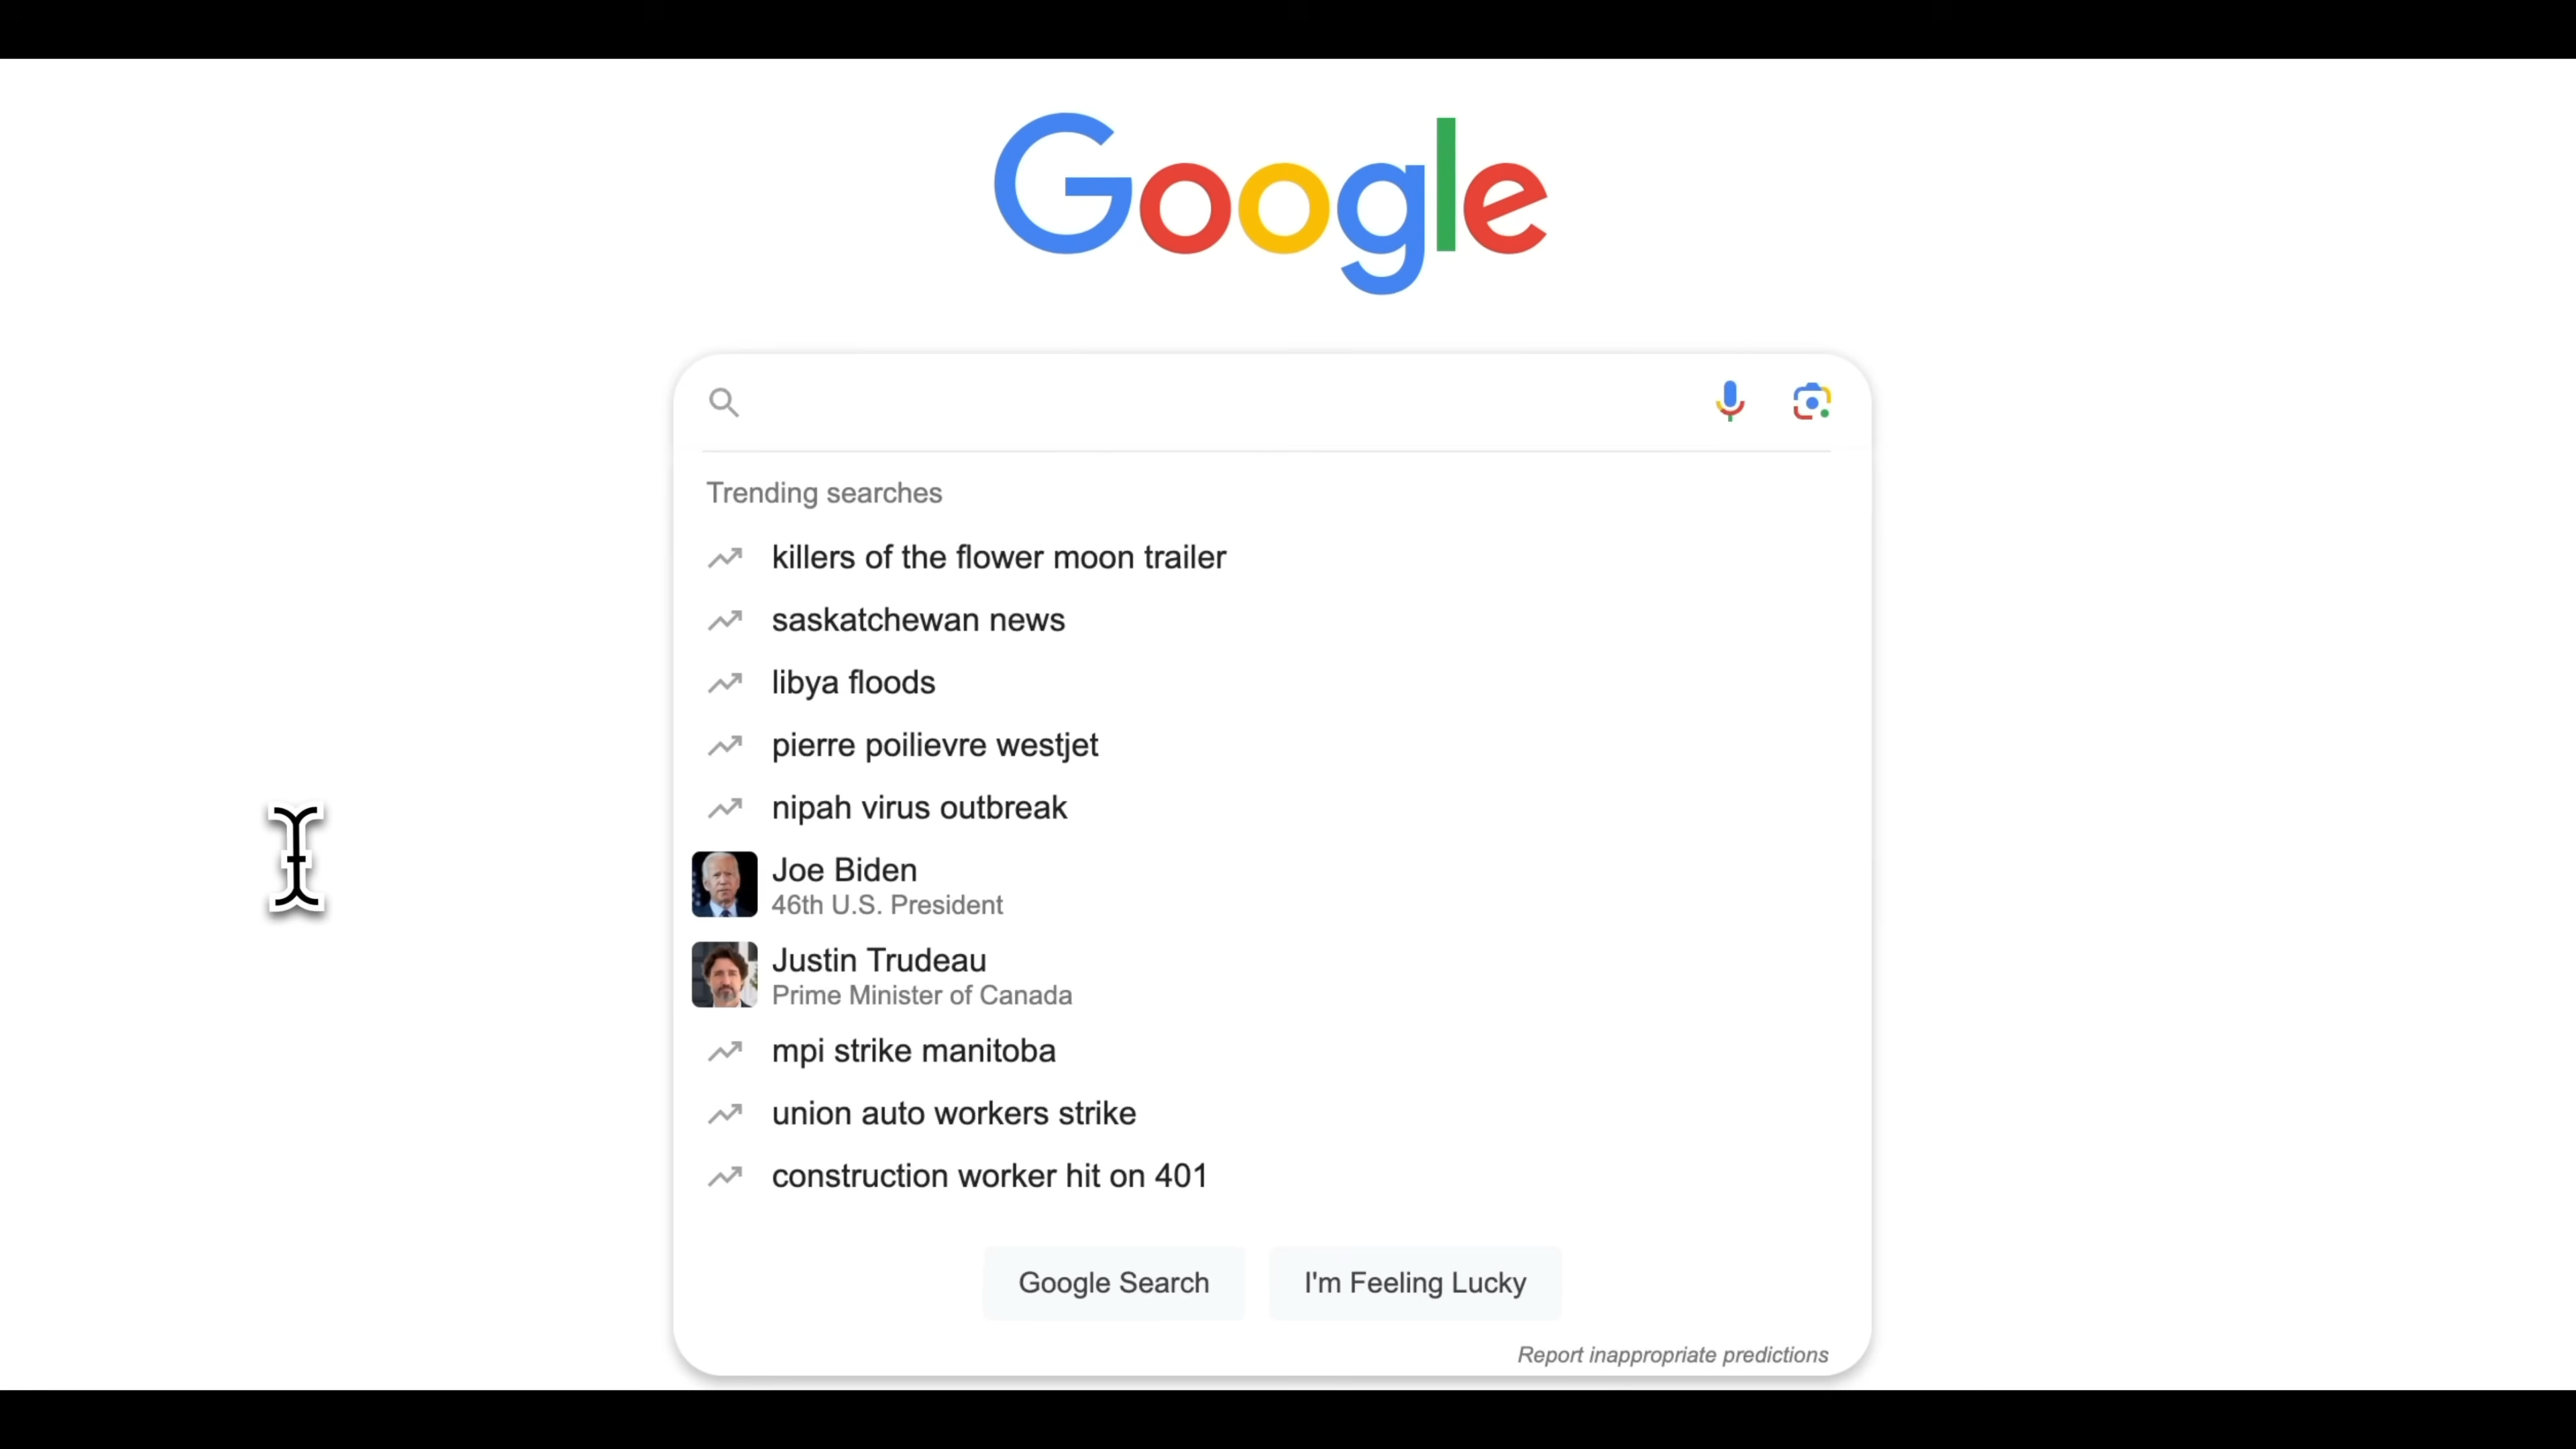 Google
Trending searches
killers of the flower moon trailer
saskatchewan news
libya floods
pierre poilievre westjet
nipah virus outbreak
Joe Biden
46th U.S. President
Justin Trudeau
Prime Minister of Canada
mpi strike manitoba
union auto workers strike
construction worker hit on 401
Google Search
I'm Feeling Lucky
Report inappropriate predictions